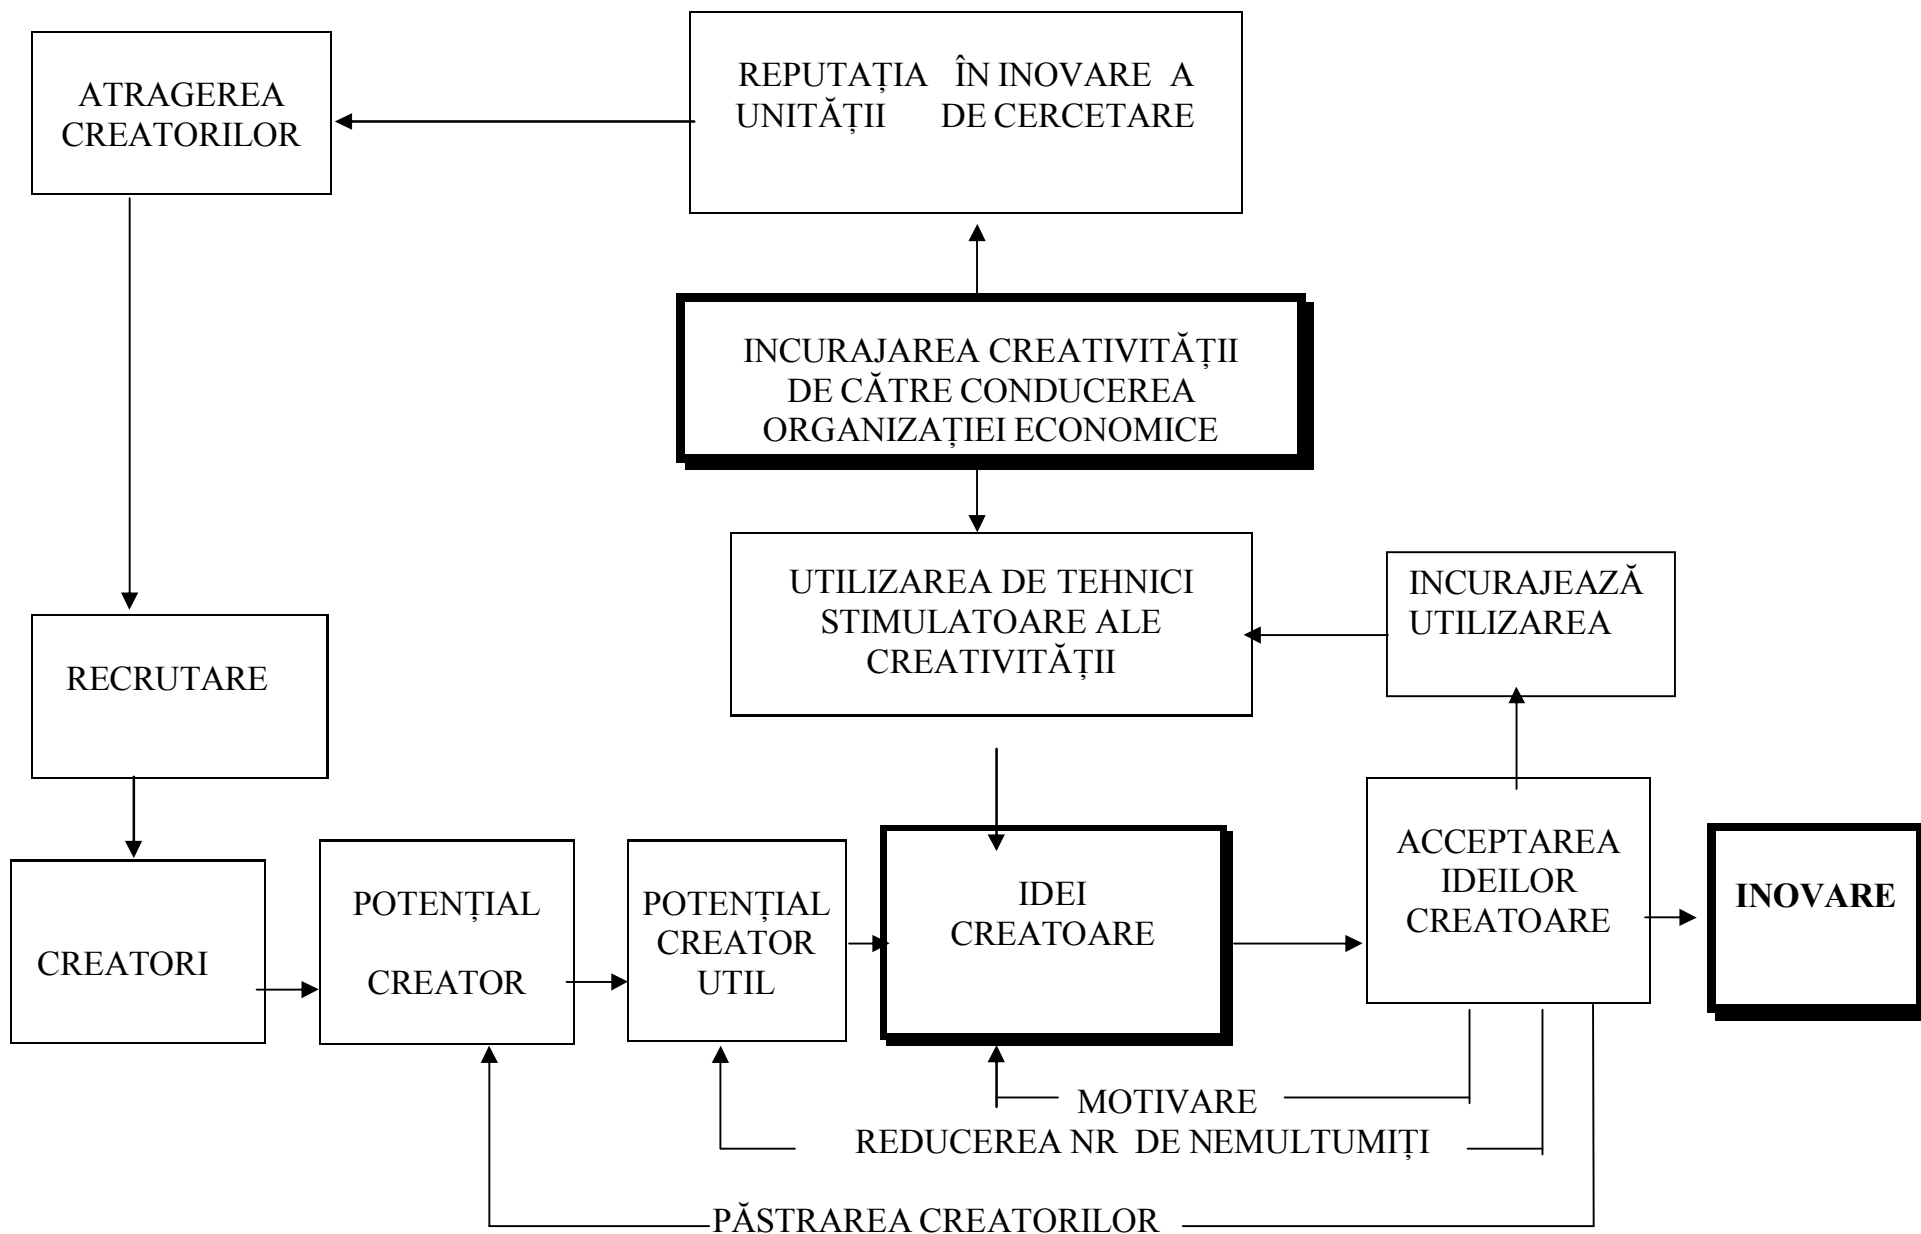 ATRAGEREA
CREATORILOR
REPUTAȚIA ÎN INOVARE A
UNITĂȚII DE CERCETARE
INCURAJAREA CREATIVITĂȚII
DE CĂTRE CONDUCEREA
ORGANIZAȚIEI ECONOMICE
UTILIZAREA DE TEHNICI
STIMULATOARE ALE
CREATIVITĂȚII
INCURAJEAZĂ
UTILIZAREA
RECRUTARE
CREATORI
POTENȚIAL
CREATOR
POTENȚIAL
CREATOR
UTIL
IDEI
CREATOARE
ACCEPTAREA
IDEILOR
CREATOARE
INOVARE
MOTIVARE
REDUCEREA NR DE NEMULTUMIȚI
PĂSTRAREA CREATORILOR